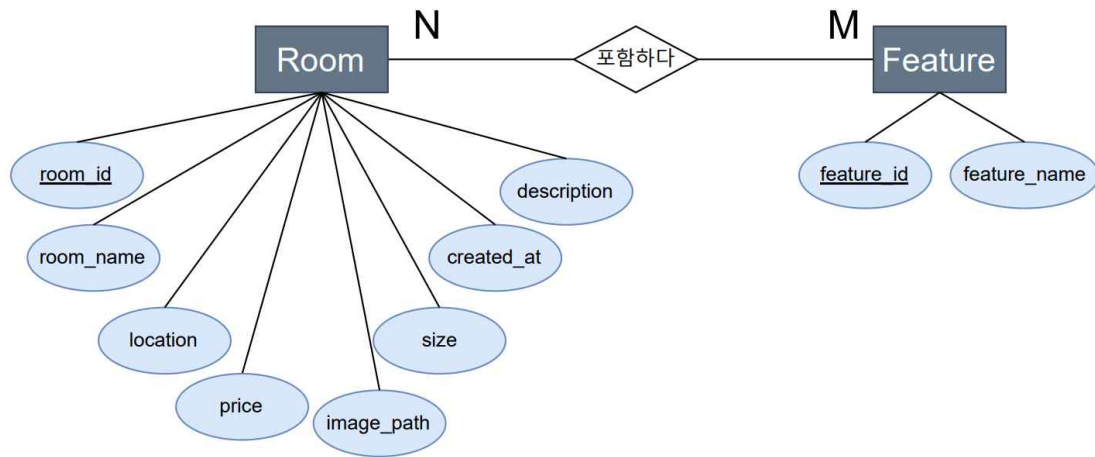 N
M
Room
포함하다
Feature
room_id
description
feature_id
feature_name
room_name
created_at
location
size
price
image_path